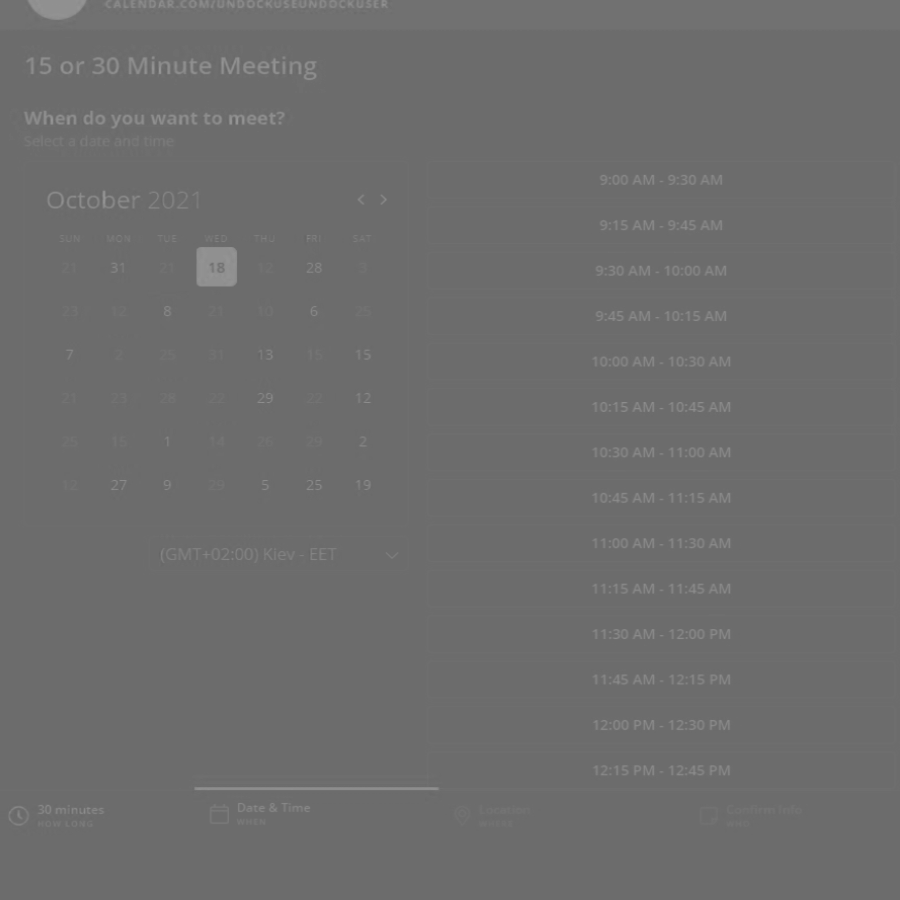 CALENDAR.COM/UNDOCKUSEUNDOCKUSER
15 or 30 Minute Meeting
When do you want to meet?
Select a date and time
October 2021
SUN MON TUE WED THU FRI SAT
21 31 25 18 12 28 8
23 12 8 21 10 6 26
7 2 25 31 13 15 15
21 23 28 22 29 22 12
25 15 1 14 26 29 2
12 27 9 29 5 25 19
(GMT+02:00) Kiev - EET
9:00 AM - 9:30 AM
9:15 AM - 9:45 AM
9:30 AM - 10:00 AM
9:45 AM - 10:15 AM
10:00 AM - 10:30 AM
10:15 AM - 10:45 AM
10:30 AM - 11:00 AM
10:45 AM - 11:15 AM
11:00 AM - 11:30 AM
11:15 AM - 11:45 AM
11:30 AM - 12:00 PM
11:45 AM - 12:15 PM
12:00 PM - 12:30 PM
12:15 PM - 12:45 PM
30 minutes
HOW LONG
Date & Time
WHEN
Location
Confirm Info